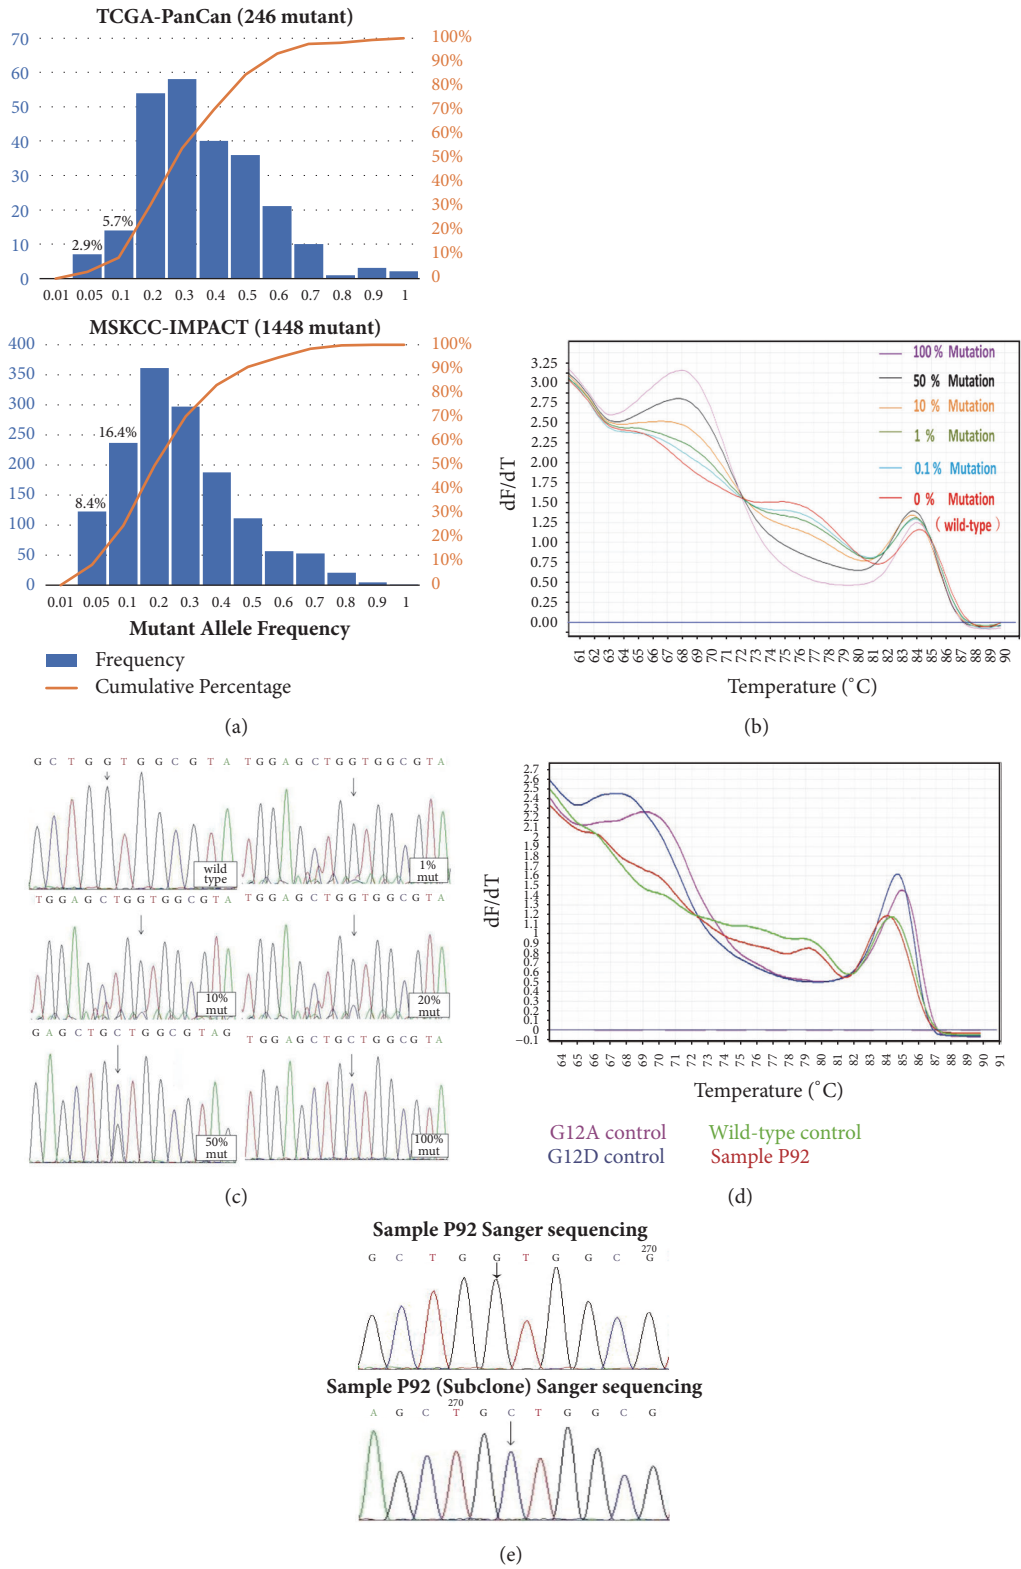 TCGA-PanCan (246 mutant)
70
60
50
40
30
20
10
0
100%
90%
80%
70%
60%
50%
40%
30%
20%
10%
0
2.9%
5.7%
0.01 0.05 0.1 0.2 0.3 0.4 0.5 0.6 0.7 0.8 0.9 1
MSKCC-IMPACT (1448 mutant)
400
350
300
250
200
150
100
50
0
100%
90%
80%
70%
60%
50%
40%
30%
20%
10%
0
8.4%
16.4%
0.01 0.05 0.1 0.2 0.3 0.4 0.5 0.6 0.7 0.8 0.9 1
Mutant Allele Frequency
Frequency
Cumulative Percentage
(a)
dF/dT
3.25
3.00
2.75
2.50
2.25
2.00
1.75
1.50
1.25
1.00
0.75
0.50
0.25
0.00
100 % Mutation
50 % Mutation
10 % Mutation
1 % Mutation
0.1 % Mutation
0 % Mutation
( wild-type )
61 62 63 64 65 66 67 68 69 70 71 72 73 74 75 76 77 78 79 80 81 82 83 84 85 86 87 88 89 90
Temperature (˚C)
(b)
G C T G G T G G C G T A
wild
type
T G G A G C T G G T G G C G T A
1%
mut
T G G A G C T G G T G G C G T A
10%
mut
T G G A G C T G G T G G C G T A
20%
mut
G A G C T G C T G G C G T A G
50%
mut
T G G A G C T G C T G G C G T A
100%
mut
(c)
dF/dT
2.7
2.6
2.5
2.3
2.2
2.1
1.9
1.8
1.7
1.6
1.5
1.4
1.3
1.2
1.1
1
0.9
0.8
0.7
0.6
0.5
0.4
0.3
0.2
0.1
0
−0.1
64 65 66 67 68 69 70 71 72 73 74 75 76 77 78 79 80 81 82 83 84 85 86 87 88 89 90 91
Temperature (˚C)
G12A control
Wild-type control
G12D control
Sample P92
(d)
Sample P92 Sanger sequencing
270
G C T G G T G G C G
Sample P92 (Subclone) Sanger sequencing
270
A G C T G C T G G C G
(e)